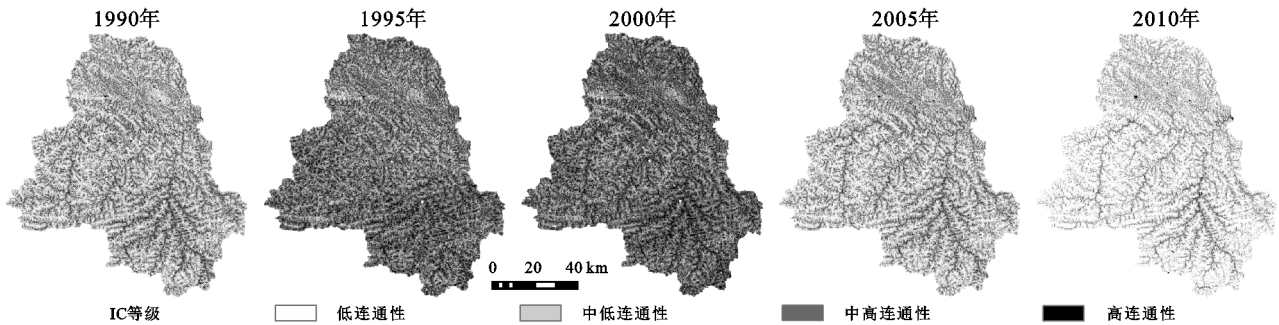 1990年 1995年 2000年 2005年 2010年
0 20 40 km
IC等级 低连通性 中低连通性 中高连通性 高连通性